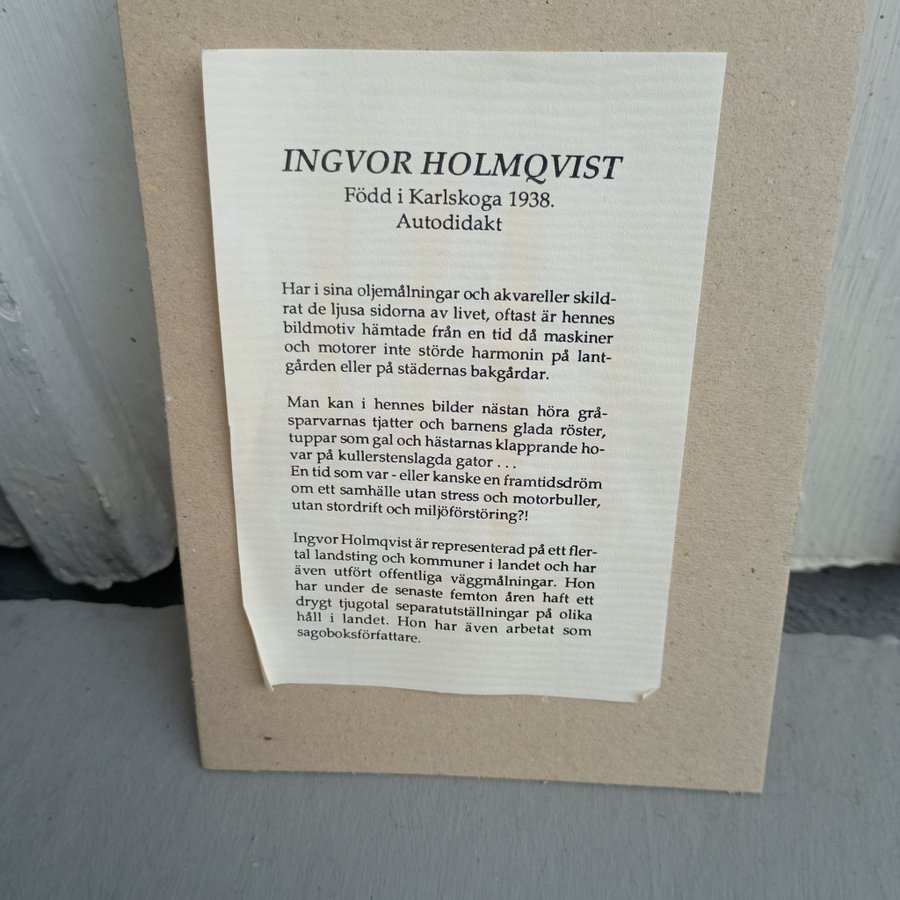 INGVOR HOLMQVIST
Född i Karlskoga 1938.
Autodidakt
Har i sina oljemålningar och akvareller skild-
rat de ljusa sidorna av livet, oftast är hennes
bildmotiv hämtade från en tid då maskiner
och motorer inte störde harmonin på lant-
gården eller på städernas bakgårdar.
Man kan i hennes bilder nästan höra grå-
sparvarnas tjatter och barnens glada röster,
tuppar som gal och hästarnas klapprande ho-
var på kullerstenslagda gator . . .
En tid som var - eller kanske en framtidsdröm
om ett samhälle utan stress och motorbuller,
utan stordrift och miljöförstöring?!
Ingvor Holmqvist är representerad på ett fler-
tal landsting och kommuner i landet och har
även utfört offentliga väggmålningar. Hon
har under de senaste femton åren haft ett
drygt tjugotal separatutställningar på olika
håll i landet. Hon har även arbetat som
sagoboksförfattare.